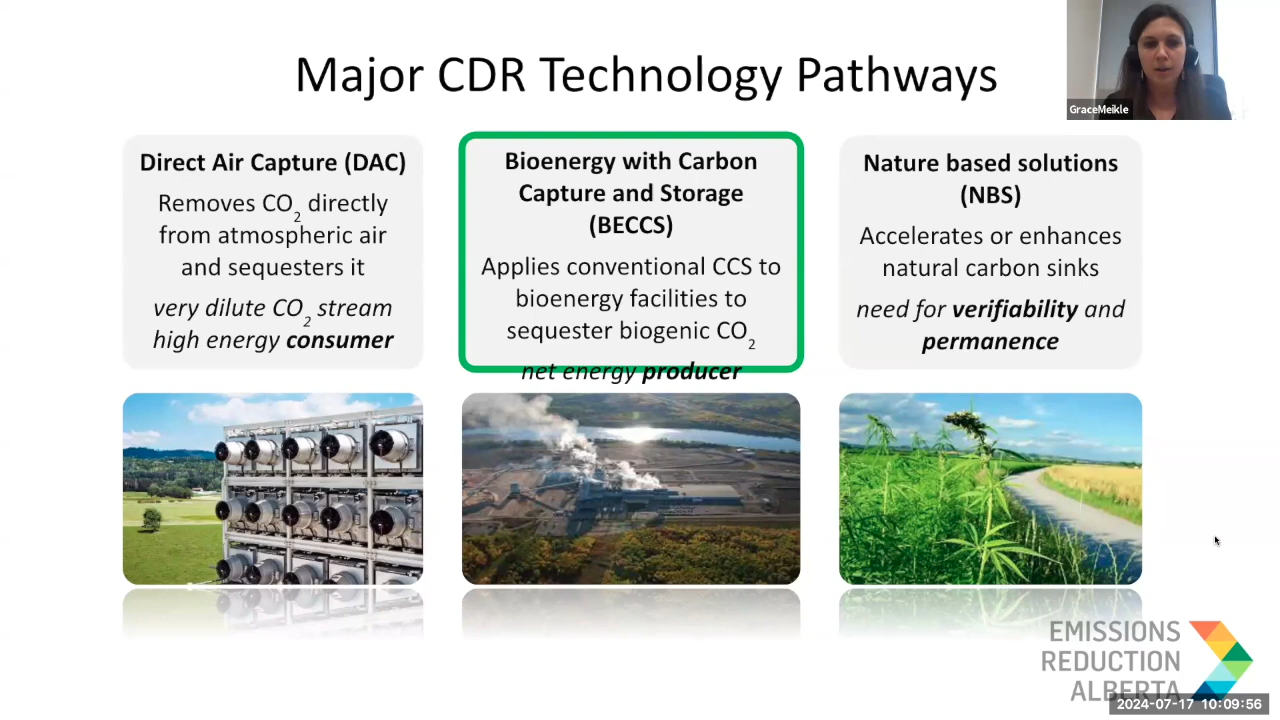 Major CDR Technology Pathways
GraceMeikle
Direct Air Capture (DAC)
Removes CO2 directly
from atmospheric air
and sequesters it
very dilute CO2 stream
high energy consumer
Bioenergy with Carbon
Capture and Storage
(BECCS)
Applies conventional CCS to
bioenergy facilities to
sequester biogenic CO2
net energy producer
Nature based solutions
(NBS)
Accelerates or enhances
natural carbon sinks
need for verifiability and
permanence
EMISSIONS
REDUCTION
ALBERTA
2024-07-17 10:09:56